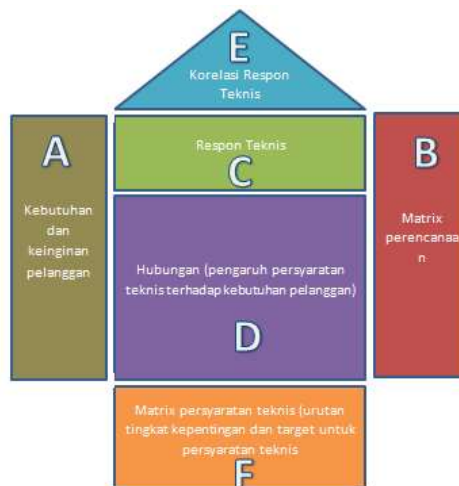 E
Korelasi Respon
Teknis
A
Kebutuhan
dan
keinginan
pelanggan
Respon Teknis
C
B
Matrix
perencanaa
n
Hubungan (pengaruh persyaratan
teknis terhadap kebutuhan pelanggan)
D
Matrix persyaratan teknis (urutan
tingkat kepentingan dan target untuk
persyaratan teknis
F